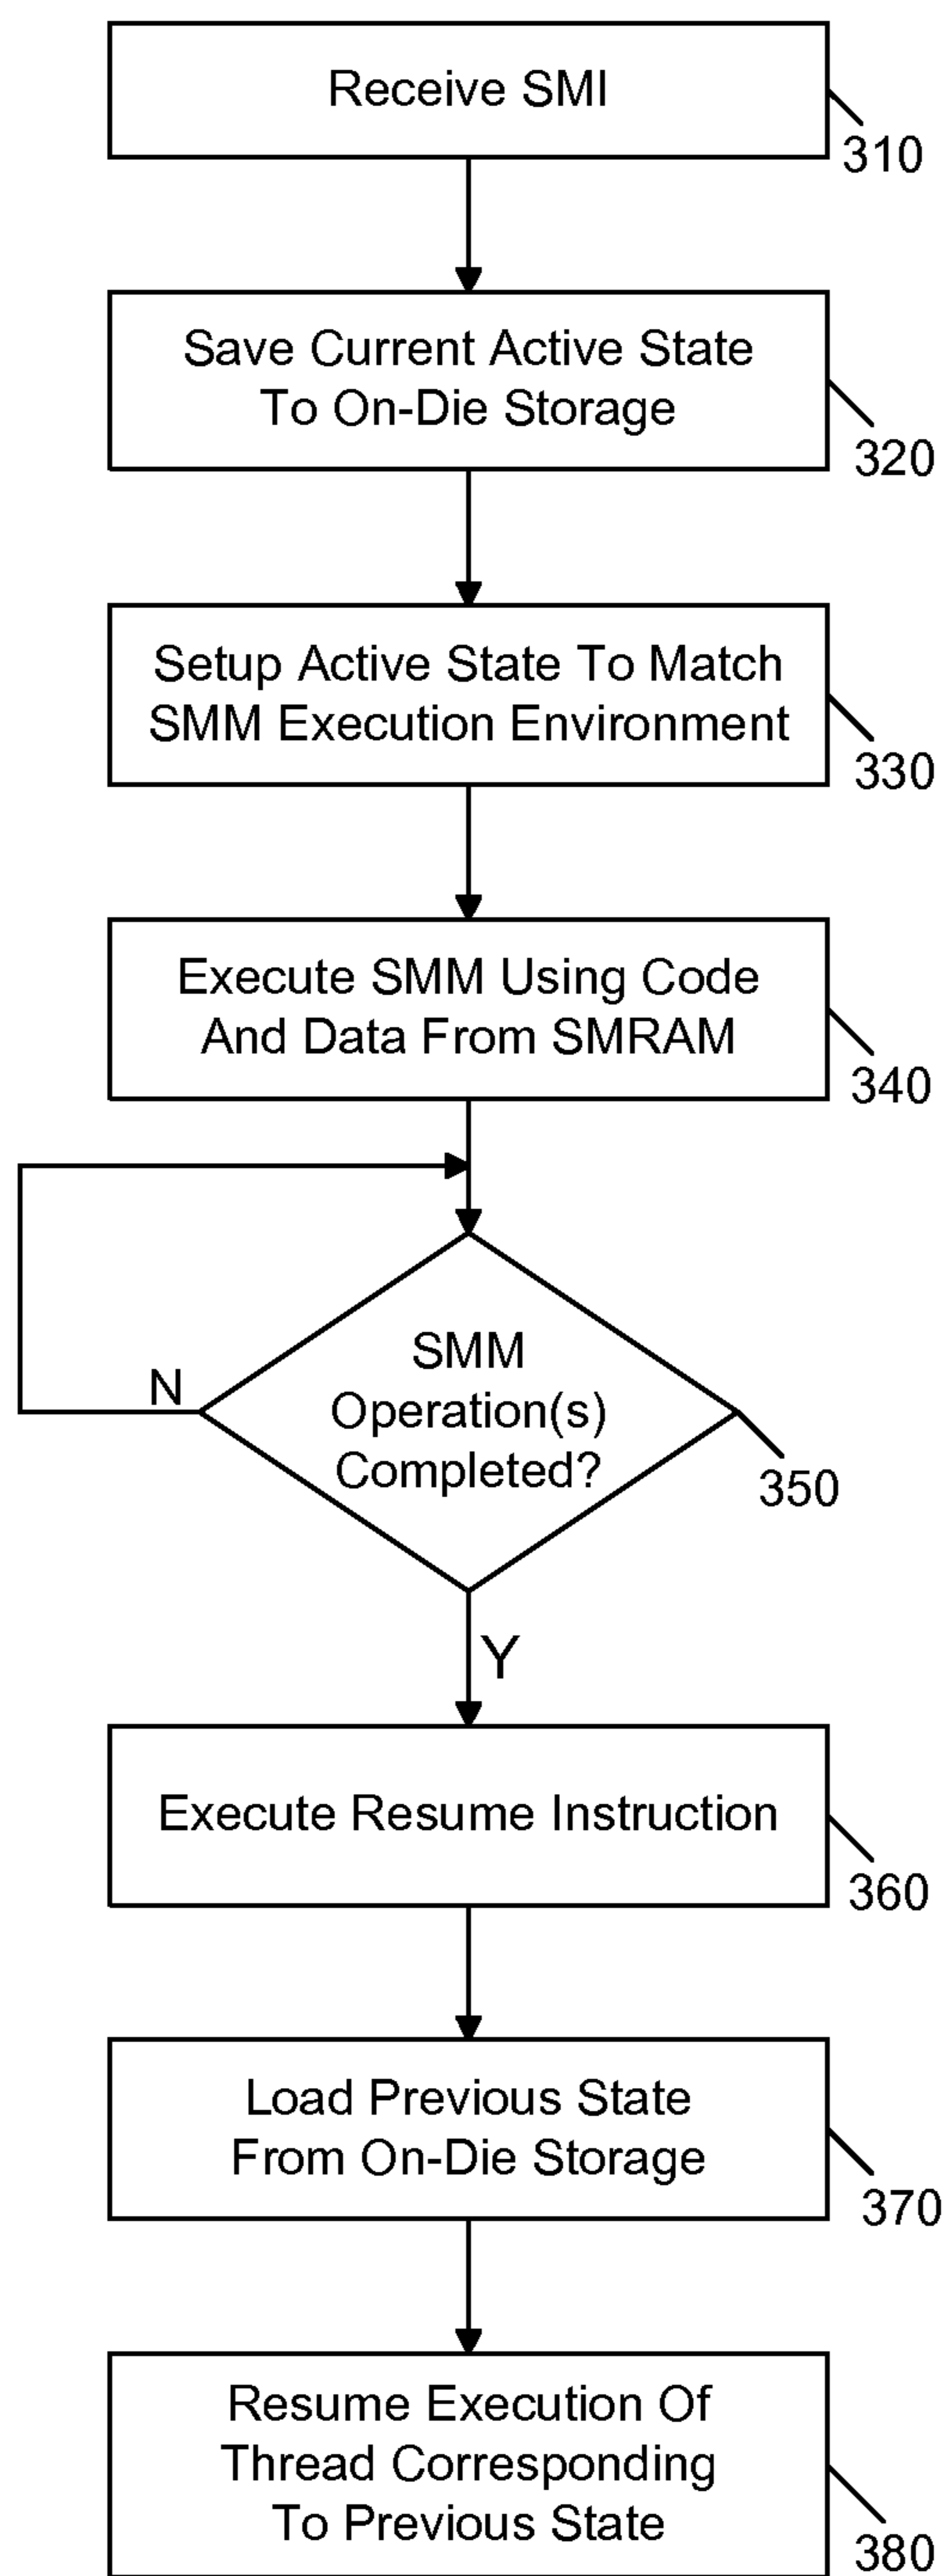 Receive SMI
310
Save Current Active State
To On-Die Storage
320
Setup Active State To Match
SMM Execution Environment
330
Execute SMM Using Code
And Data From SMRAM
340
SMM
Operation(s)
Completed?
N
350
Y
Execute Resume Instruction
360
Load Previous State
From On-Die Storage
370
Resume Execution Of
Thread Corresponding
To Previous State
380